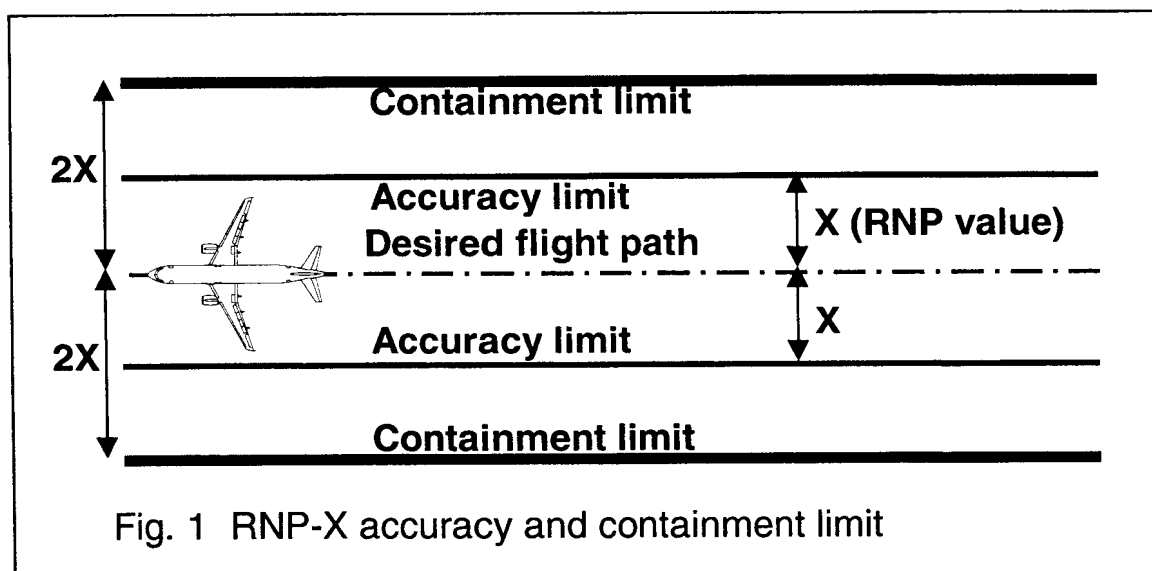 Containment limit
2X
Accuracy limit
X (RNP value)
Desired flight path
X
Accuracy limit
2X
Containment limit
Fig. 1 RNP-X accuracy and containment limit